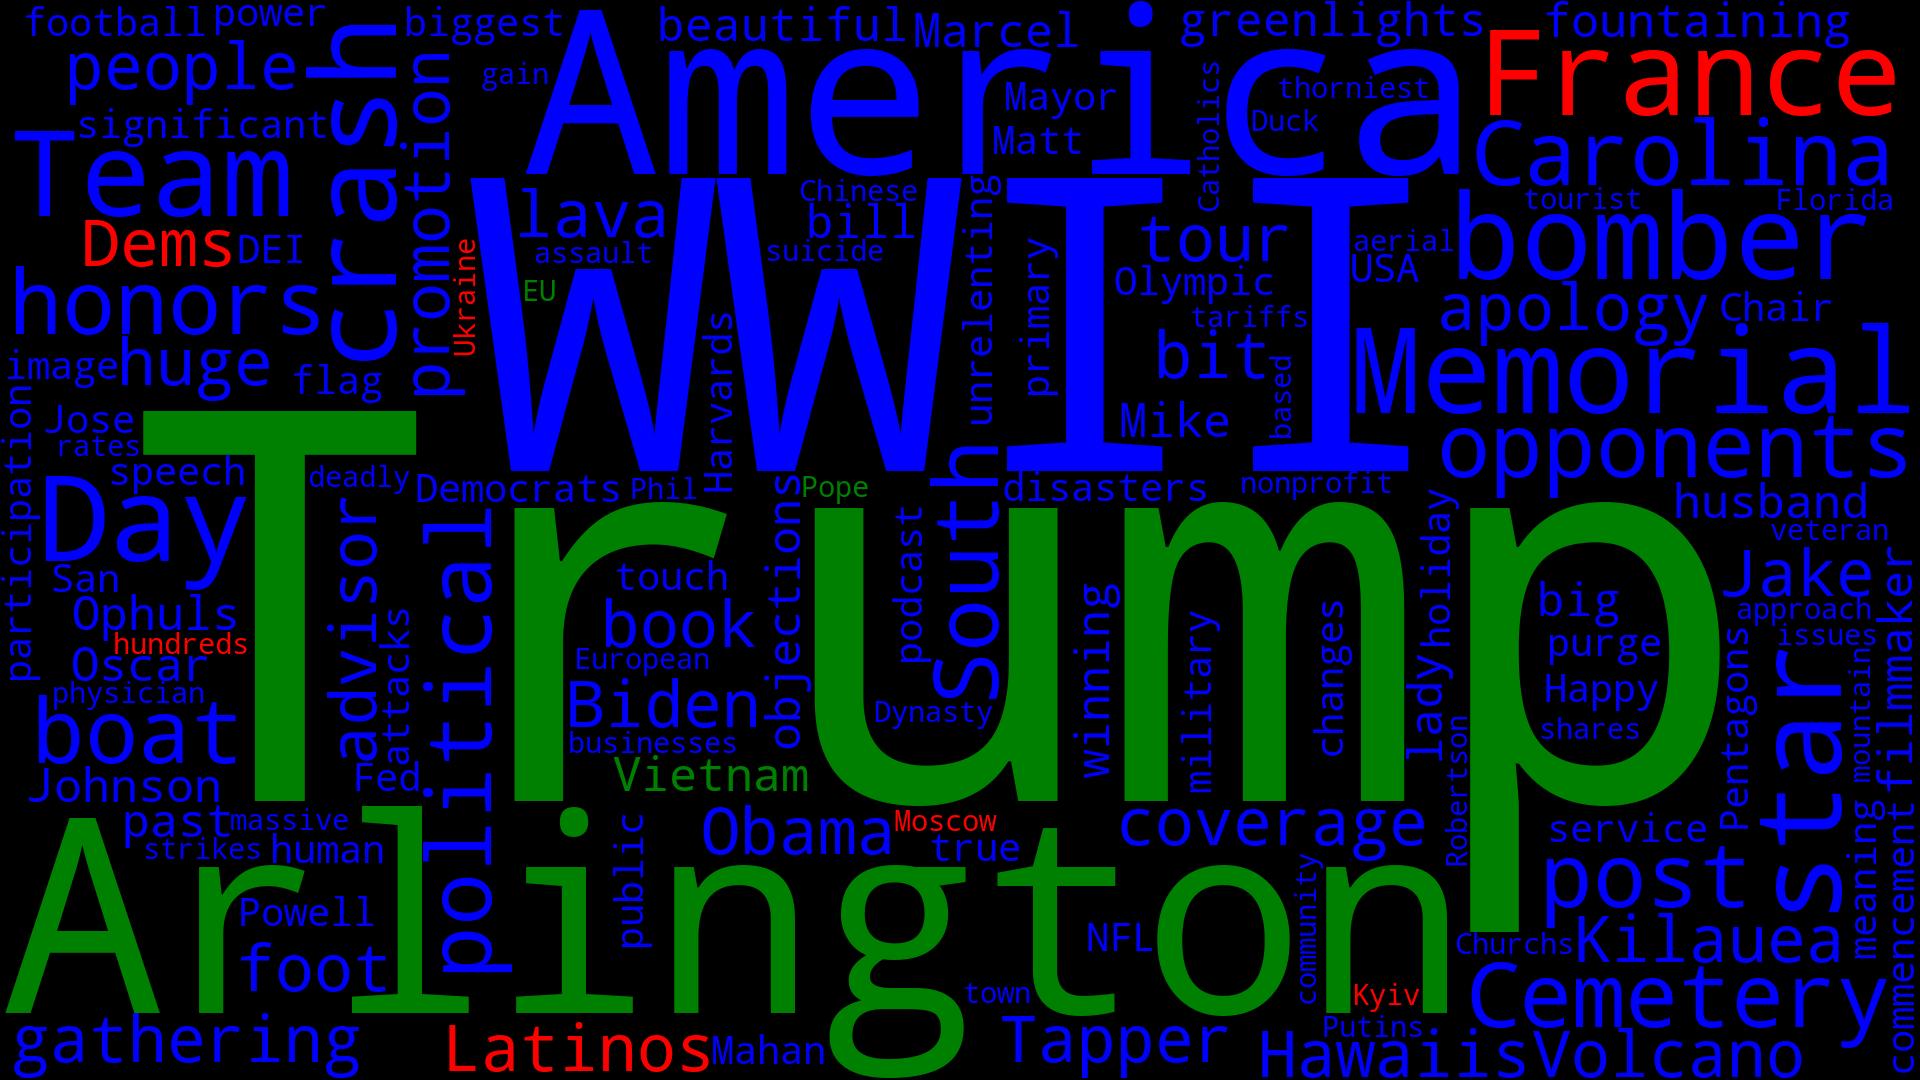 football power biggest beautiful Marcel greenlights fountaining
people crash gain America Mayor Catholics thorniest France
significant promotion Matt Duck Carolina
Team lava Chinese WWII tour tourist Florida
Dems DEI Ukraine assault bill suicide unrelenting primary aerial bomber
honors EU Olympic USA apology Chair
image huge flag Harvards tariffs bit based Memorial
participation Jose rates Mike opponents
speech deadly Democrats Phil Pope South disasters nonprofit husband
Day Trump advisor political objections podcast holiday veteran
San touch winning Jake
Ophuls attacks book military changes big approach filmmaker
hundreds Oscar European purge issues
physician Biden Dynasty lady Happy Pentagons star mountain
boat businesses shares
Johnson Fed Vietnam Robertson
past massive Obama Moscow coverage service
strikes human public true community post meaning commencement
Arlington Powell NFL
foot Churchs Kilauea
town Kyiv Cemetery
gathering Latinos Mahan Tapper Putins Hawaiis Volcano